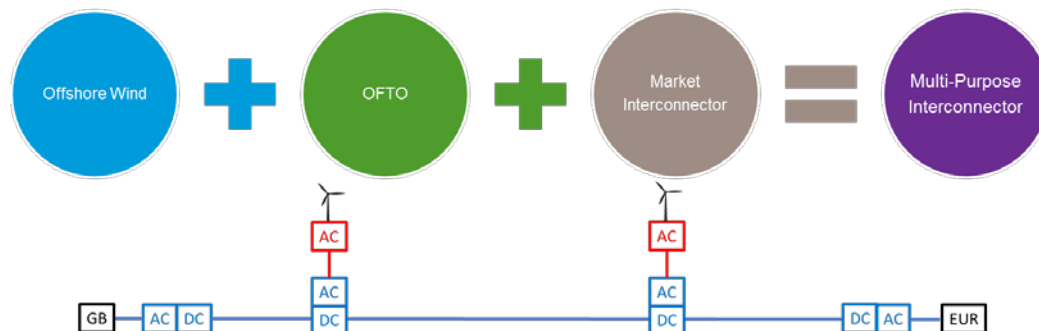 Offshore Wind
OFTO
Market
Interconnector
Multi-Purpose
Interconnector
AC
AC
AC
AC
GB
AC DC
DC
DC
DC AC
EUR